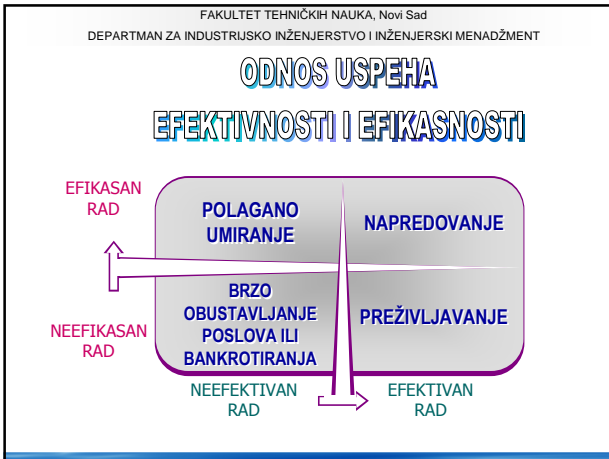 FAKULTET TEHNIČKIH NAUKA, Novi Sad
DEPARTMAN ZA INDUSTRIJSKO INŽENJERSTVO I INŽENJERSKI MENADŽMENT
ODNOS USPEHA
EFEKTIVNOSTI I EFIKASNOSTI
EFIKASAN
RAD
POLAGANO
UMIRANJE
NAPREDOVANJE
NEEFIKASAN
RAD
BRZO
OBUSTAVLJANJE
POSLOVA ILI
BANKROTIRANJA
PREŽIVLJAVANJE
NEEFEKTIVAN
RAD
EFEKTIVAN
RAD